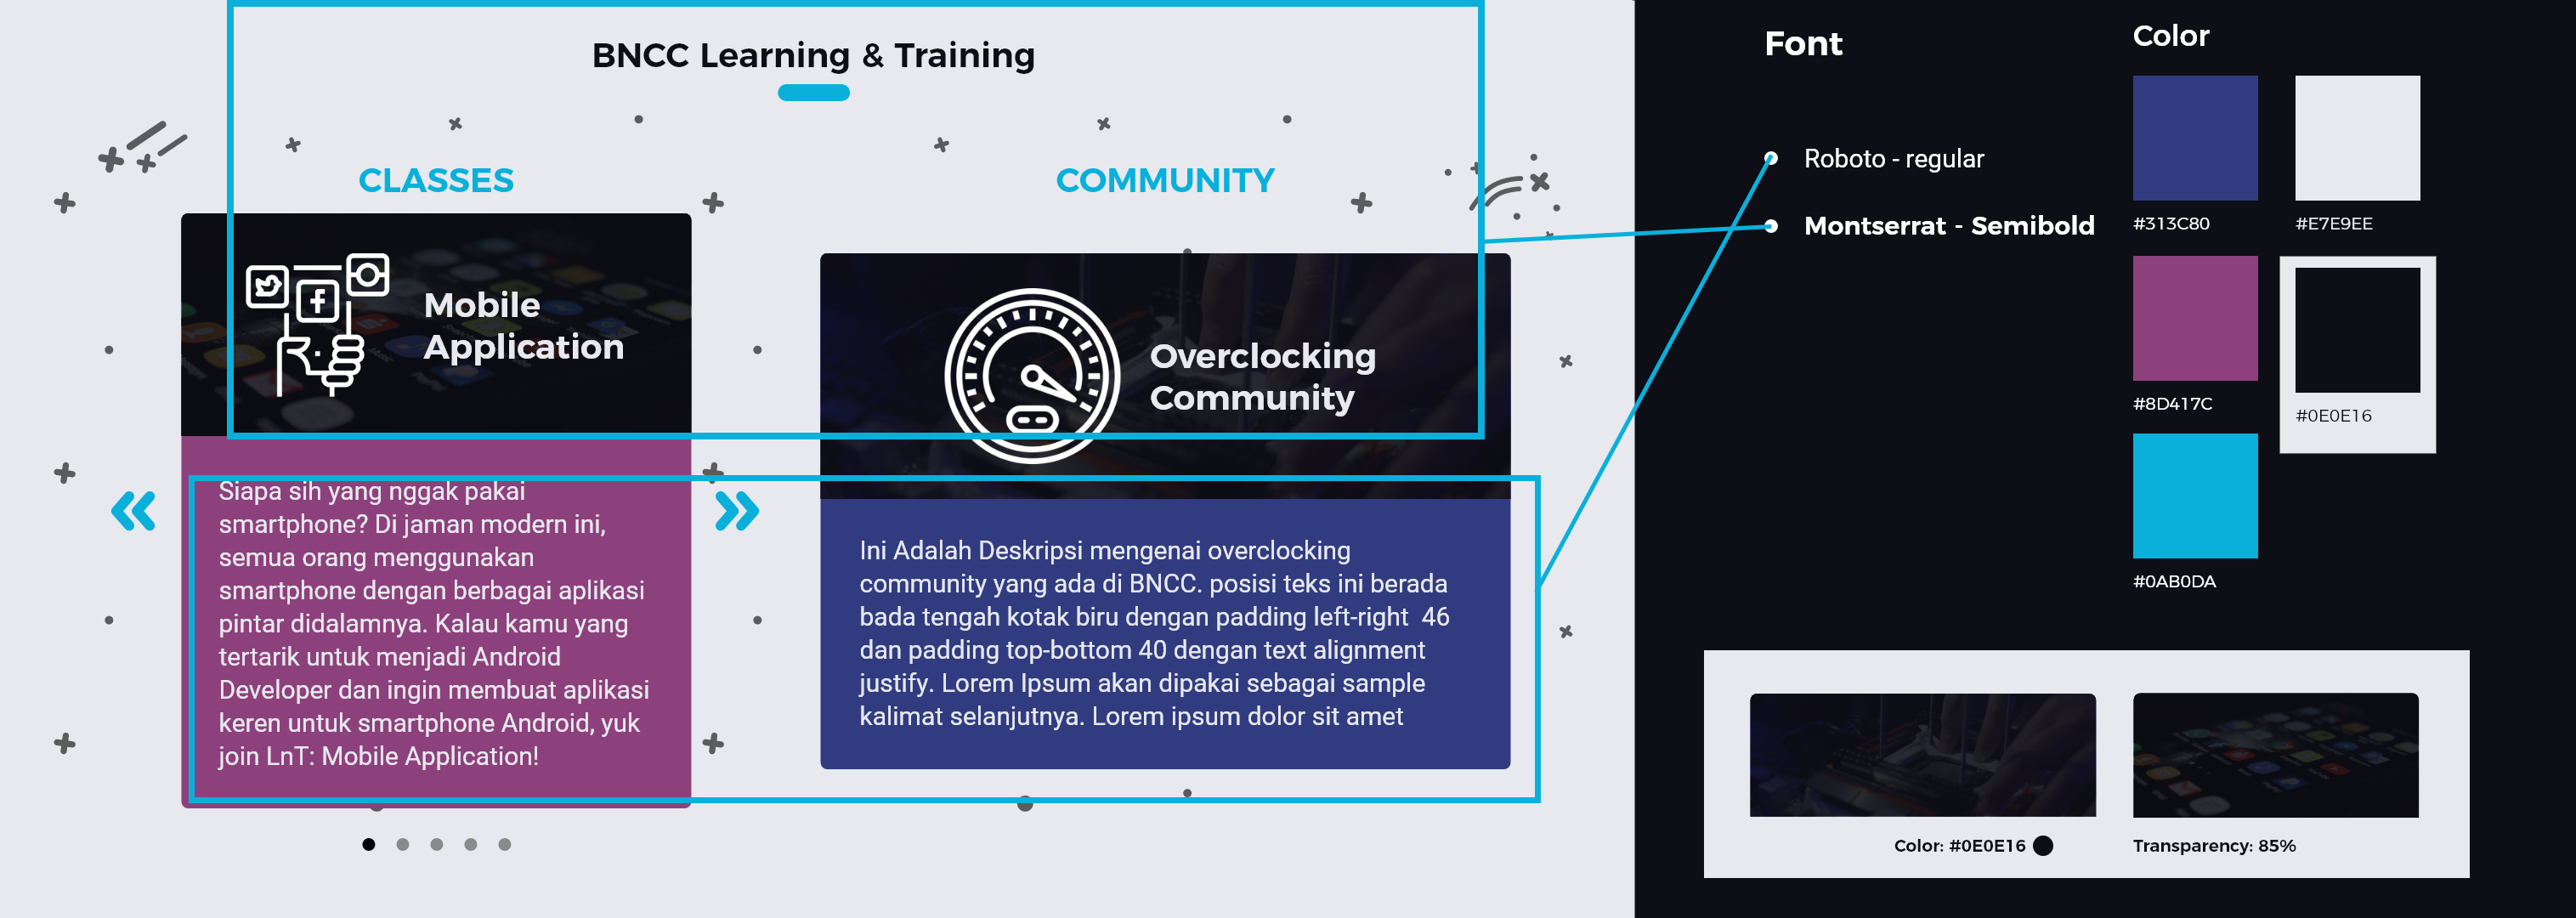 BNCC Learning & Training
CLASSES
Mobile
Application
Siapa sih yang nggak pakai
smartphone? Di jaman modern ini,
semua orang menggunakan
smartphone dengan berbagai aplikasi
pintar didalamnya. Kalau kamu yang
tertarik untuk menjadi Android
Developer dan ingin membuat aplikasi
keren untuk smartphone Android, yuk
join LnT: Mobile Application!
COMMUNITY
Overclocking
Community
Ini Adalah Deskripsi mengenai overclocking
community yang ada di BNCC. posisi teks ini berada
bada tengah kotak biru dengan padding left-right  46
dan padding top-bottom 40 dengan text alignment
justify. Lorem Ipsum akan dipakai sebagai sample
kalimat selanjutnya. Lorem ipsum dolor sit amet
Font
Roboto - regular
Montserrat - Semibold
Color
#313C80
#E7E9EE
#8D417C
#0E0E16
#0AB0DA
Color: #0E0E16
Transparency: 85%